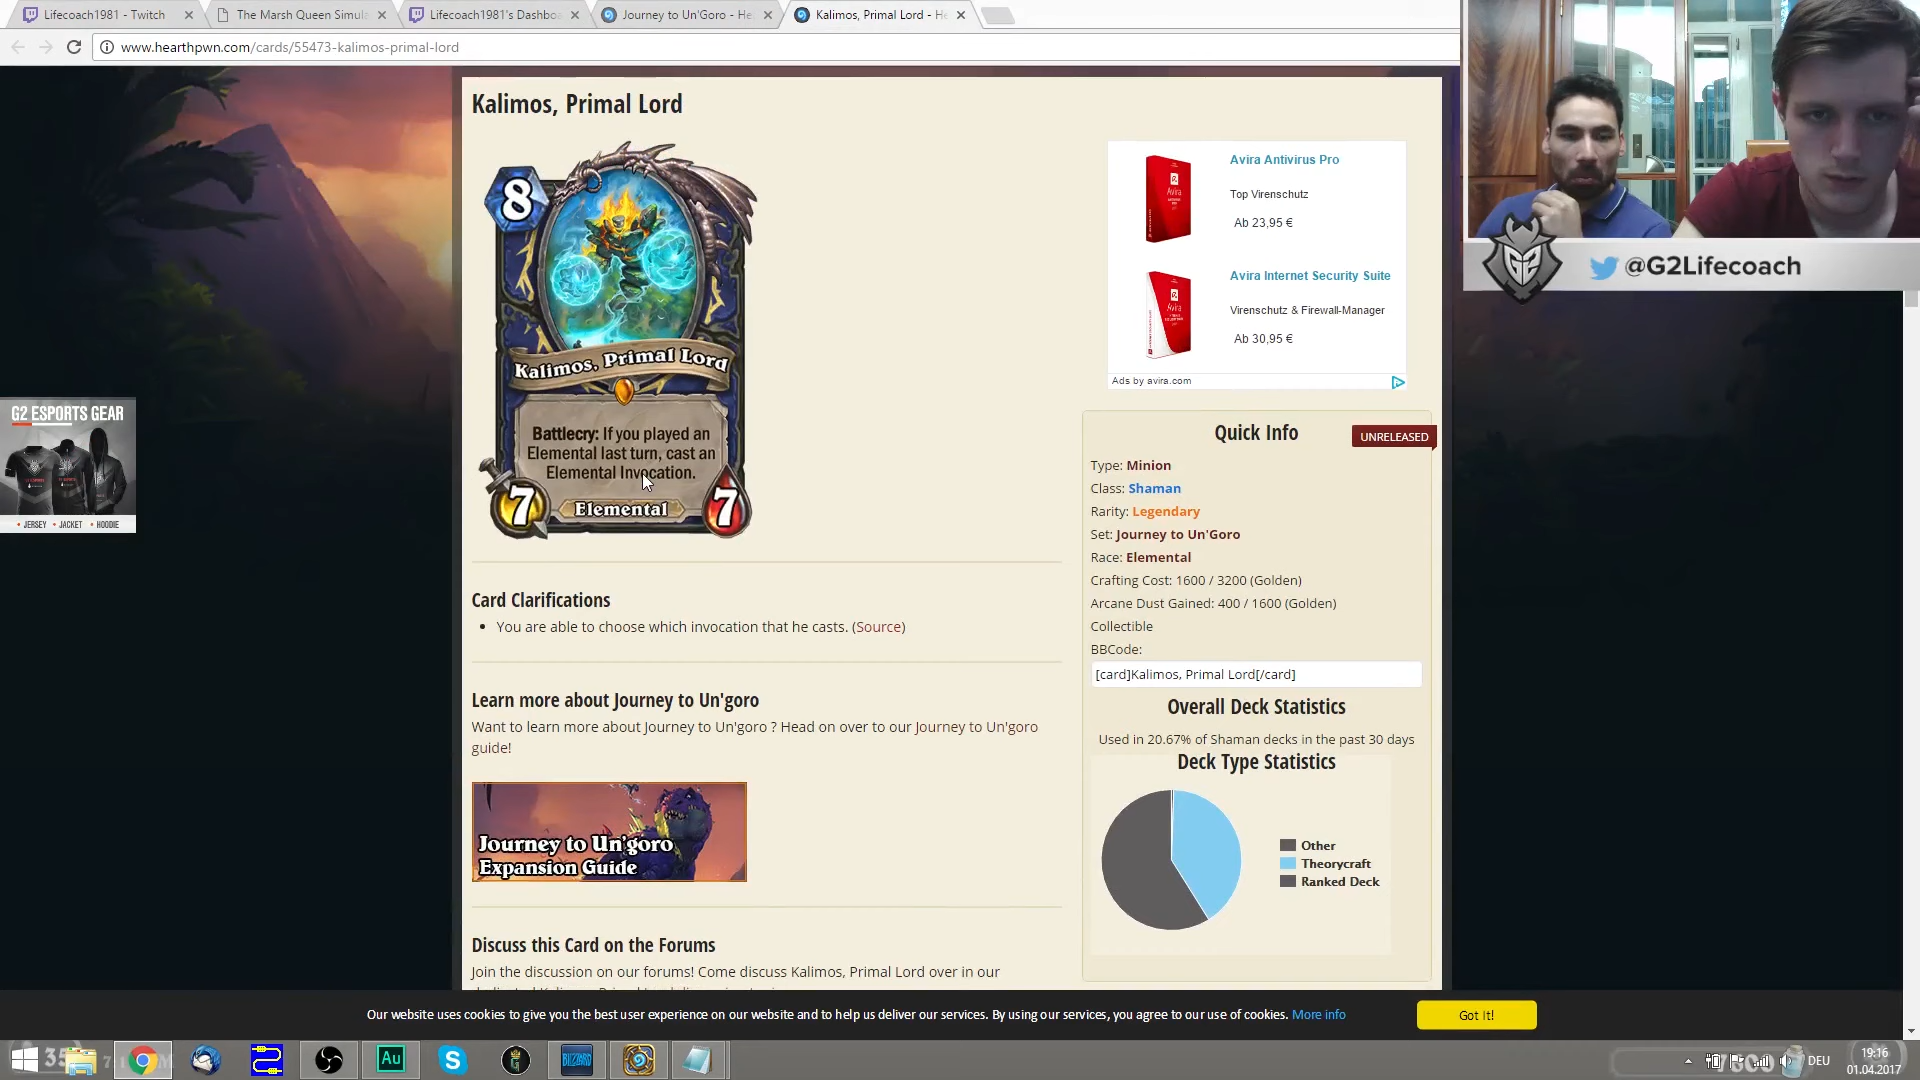 Lifecoach1981 - Twitch
The Marsh Queen Simula
Lifecoach1981's Dashboa
Journey to Un'Goro - He
Kalimos, Primal Lord - He
www.hearthpwn.com/cards/55473-kalimos-primal-lord
Kalimos, Primal Lord
8
Kalimos, Primal Lord
Battlecry: If you played an
Elemental last turn, cast an
Elemental Invocation.
7
Elemental
7
Avira Antivirus Pro
Top Virenschutz
Ab 23,95 €
Avira Internet Security Suite
Virenschutz & Firewall-Manager
Ab 30,95 €
Ads by avira.com
G2
@G2Lifecoach
G2 ESPORTS GEAR
• JERSEY • JACKET • HOODIE
Quick Info
UNRELEASED
Type: Minion
Class: Shaman
Rarity: Legendary
Set: Journey to Un'Goro
Race: Elemental
Crafting Cost: 1600 / 3200 (Golden)
Arcane Dust Gained: 400 / 1600 (Golden)
Collectible
BBCode:
[card]Kalimos, Primal Lord[/card]
Overall Deck Statistics
Used in 20.67% of Shaman decks in the past 30 days
Deck Type Statistics
Other
Theorycraft
Ranked Deck
Card Clarifications
• You are able to choose which invocation that he casts. (Source)
Learn more about Journey to Un'goro
Want to learn more about Journey to Un'goro ? Head on over to our Journey to Un'goro
guide!
Journey to Un'goro
Expansion Guide
Discuss this Card on the Forums
Join the discussion on our forums! Come discuss Kalimos, Primal Lord over in our
Our website uses cookies to give you the best user experience on our website and to help us deliver our services. By using our services, you agree to our use of cookies. More info
Got it!
Au
BLIZZARD
DEU
19:16
01.04.2017